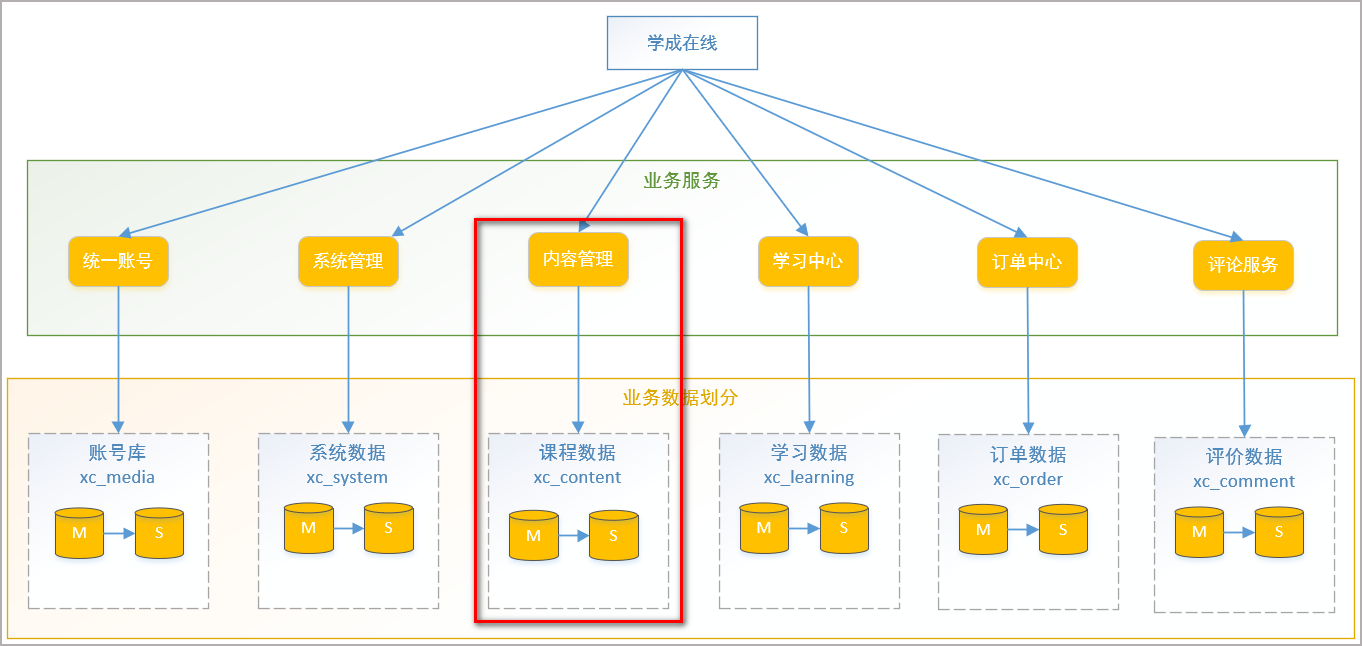 学成在线
业务服务
统一账号
系统管理
内容管理
学习中心
订单中心
评论服务
业务数据划分
账号库
xc_media
M
S
系统数据
xc_system
M
S
课程数据
xc_content
M
S
学习数据
xc_learning
M
S
订单数据
xc_order
M
S
评价数据
xc_comment
M
S